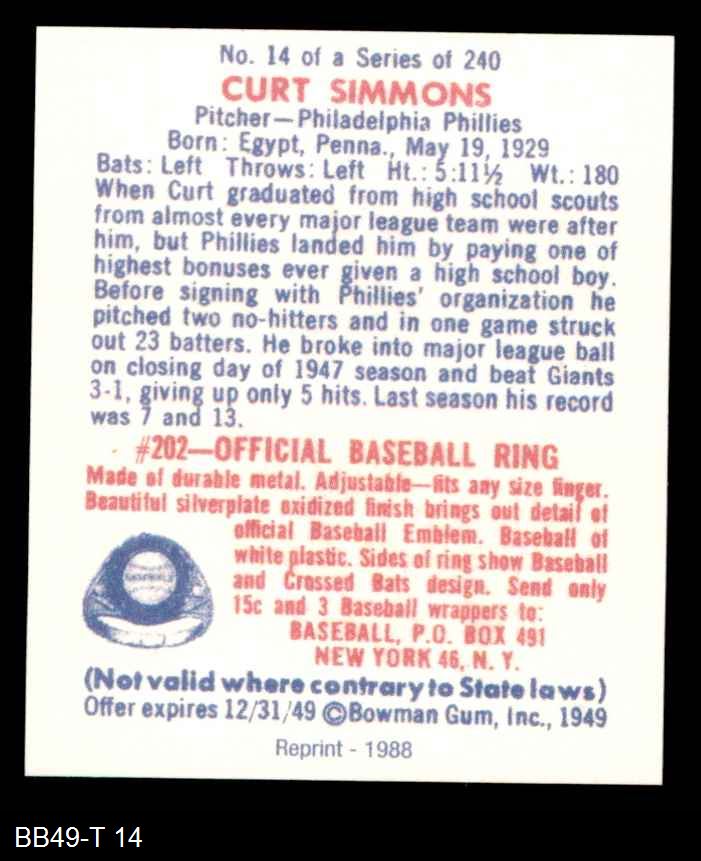 No. 14 of a Series of 240
CURT SIMMONS
Pitcher—Philadelphia Phillies
Born: Egypt, Penna., May 19, 1929
Bats: Left Throws: Left Ht.: 5:11½ Wt.: 180
When Curt graduated from high school scouts
from almost every major league team were after
him, but Phillies landed him by paying one of
highest bonuses ever given a high school boy.
Before signing with Phillies' organization he
pitched two no-hitters and in one game struck
out 23 batters. He broke into major league ball
on closing day of 1947 season and beat Giants
3-1, giving up only 5 hits. Last season his record
was 7 and 13.
#202—OFFICIAL BASEBALL RING
Made of durable metal. Adjustable—fits any size finger.
Beautiful silverplate oxidized finish brings out detail of
official Baseball Emblem. Baseball of
white plastic. Sides of ring show Baseball
and Crossed Bats design. Send only
15c and 3 Baseball wrappers to:
BASEBALL, P.O. BOX 491
NEW YORK 46, N. Y.
(Not valid where contrary to State laws)
Offer expires 12/31/49 ©Bowman Gum, Inc., 1949
Reprint - 1988
BB49-T 14